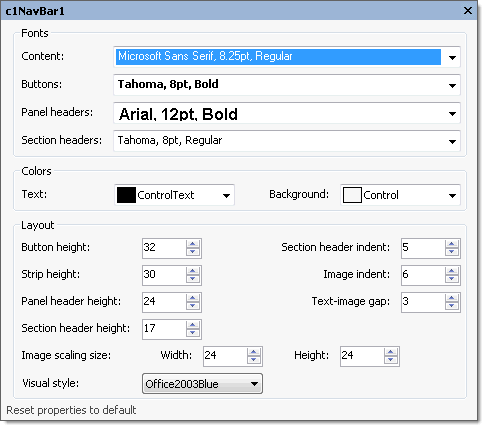 c1NavBar1
Fonts
Content: Microsoft Sans Serif, 8.25pt, Regular
Buttons: Tahoma, 8pt, Bold
Panel headers: Arial, 12pt, Bold
Section headers: Tahoma, 8pt, Regular
Colors
Text: ControlText Background: Control
Layout
Button height: 32 Section header indent: 5
Strip height: 30 Image indent: 6
Panel header height: 24 Text-image gap: 3
Section header height: 17
Image scaling size: Width: 24 Height: 24
Visual style: Office2003Blue
Reset properties to default